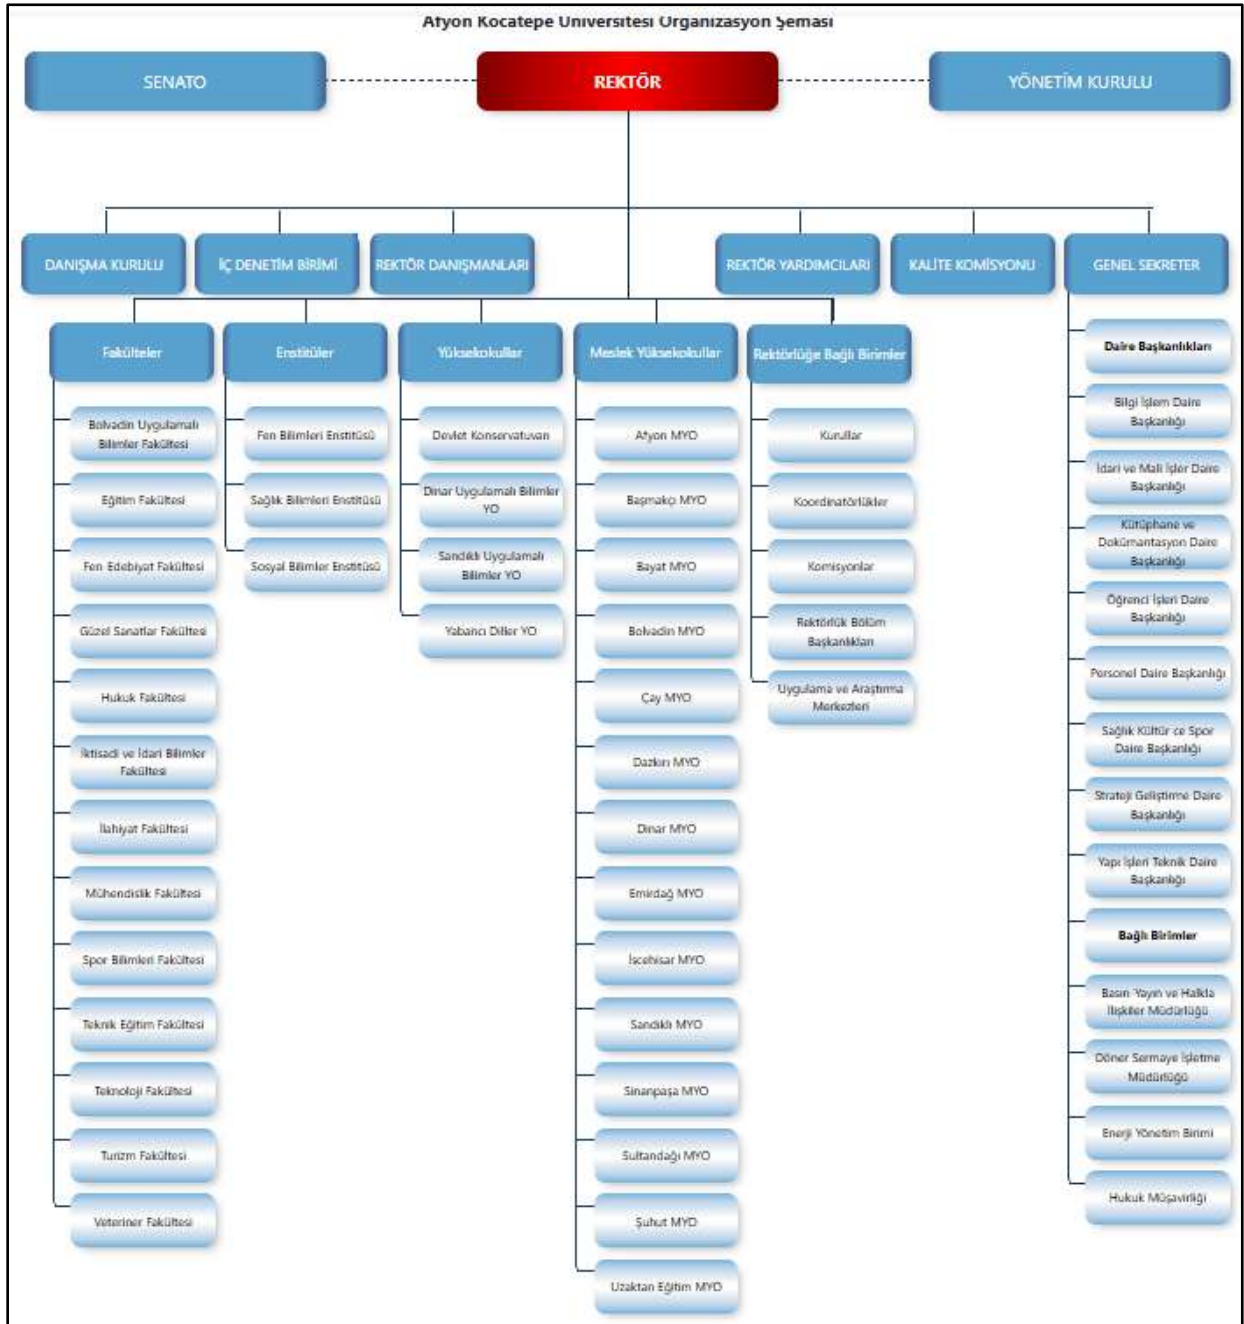 Afyon Kocatepe Üniversitesi Organizasyon Şeması
SENATO
REKTÖR
YÖNETİM KURULU
DANIŞMA KURULU
İÇ DENETİM BİRİMİ
REKTÖR DANIŞMANLARI
REKTÖR YARDIMCILARI
KALİTE KOMİSYONU
GENEL SEKRETER
Fakülteler
Bolvadin Uygulamalı
Bilimler Fakültesi
Eğitim Fakültesi
Fen Edebiyat Fakültesi
Güzel Sanatlar Fakültesi
Hukuk Fakültesi
İktisadi ve İdari Bilimler
Fakültesi
İlahiyat Fakültesi
Mühendislik Fakültesi
Spor Bilimleri Fakültesi
Teknik Eğitim Fakültesi
Teknoloji Fakültesi
Turizm Fakültesi
Veteriner Fakültesi
Enstitüler
Fen Bilimleri Enstitüsü
Sağlık Bilimleri Enstitüsü
Sosyal Bilimler Enstitüsü
Yüksekokullar
Devlet Konservatuvarı
Dinar Uygulamalı Bilimler
YO
Sandıklı Uygulamalı
Bilimler YO
Yabancı Diller YO
Meslek Yüksekokullar
Afyon MYO
Başmakçı MYO
Bayat MYO
Bolvadin MYO
Çay MYO
Dazkırı MYO
Dinar MYO
Emirdağ MYO
İscehisar MYO
Sandıklı MYO
Sinanpaşa MYO
Sultandağı MYO
Şuhut MYO
Uzaktan Eğitim MYO
Rektörlüğe Bağlı Birimler
Kurullar
Koordinatörlükler
Komisyonlar
Rektörlük Bölüm
Başkanlıkları
Uygulama ve Araştırma
Merkezleri
Daire Başkanlıkları
Bilgi İşlem Daire
Başkanlığı
İdari ve Mali İşler Daire
Başkanlığı
Kütüphane ve
Dokümantasyon Daire
Başkanlığı
Öğrenci İşleri Daire
Başkanlığı
Personel Daire Başkanlığı
Sağlık Kültür ce Spor
Daire Başkanlığı
Strateji Geliştirme Daire
Başkanlığı
Yapı İşleri Teknik Daire
Başkanlığı
Bağlı Birimler
Basın Yayın ve Halkla
İlişkiler Müdürlüğü
Döner Sermaye İşletme
Müdürlüğü
Enerji Yönetim Birimi
Hukuk Müşavirliği